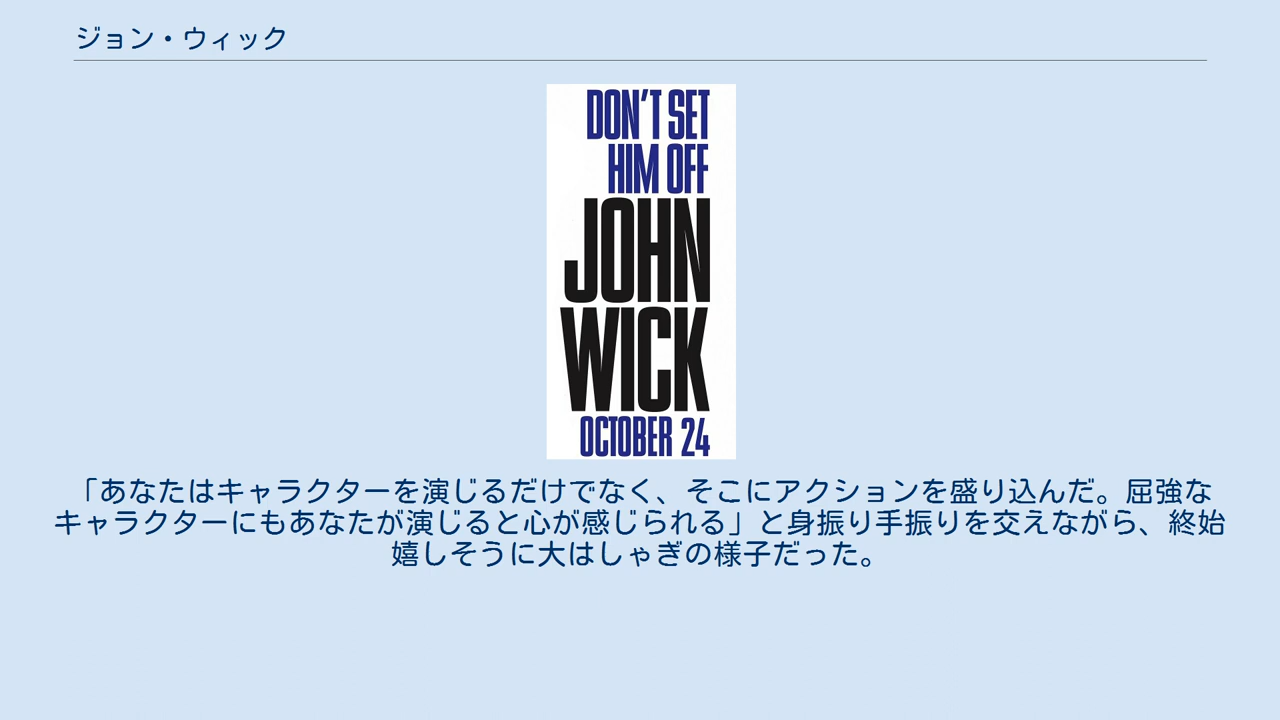 ジョン・ウィック
DON'T SET
HIM OFF
JOHN
WICK
OCTOBER 24
「あなたはキャラクターを演じるだけでなく、そこにアクションを盛り込んだ。屈強な
キャラクターにもあなたが演じると心が感じられる」と身振り手振りを交えながら、終始
嬉しそうに大はしゃぎの様子だった。